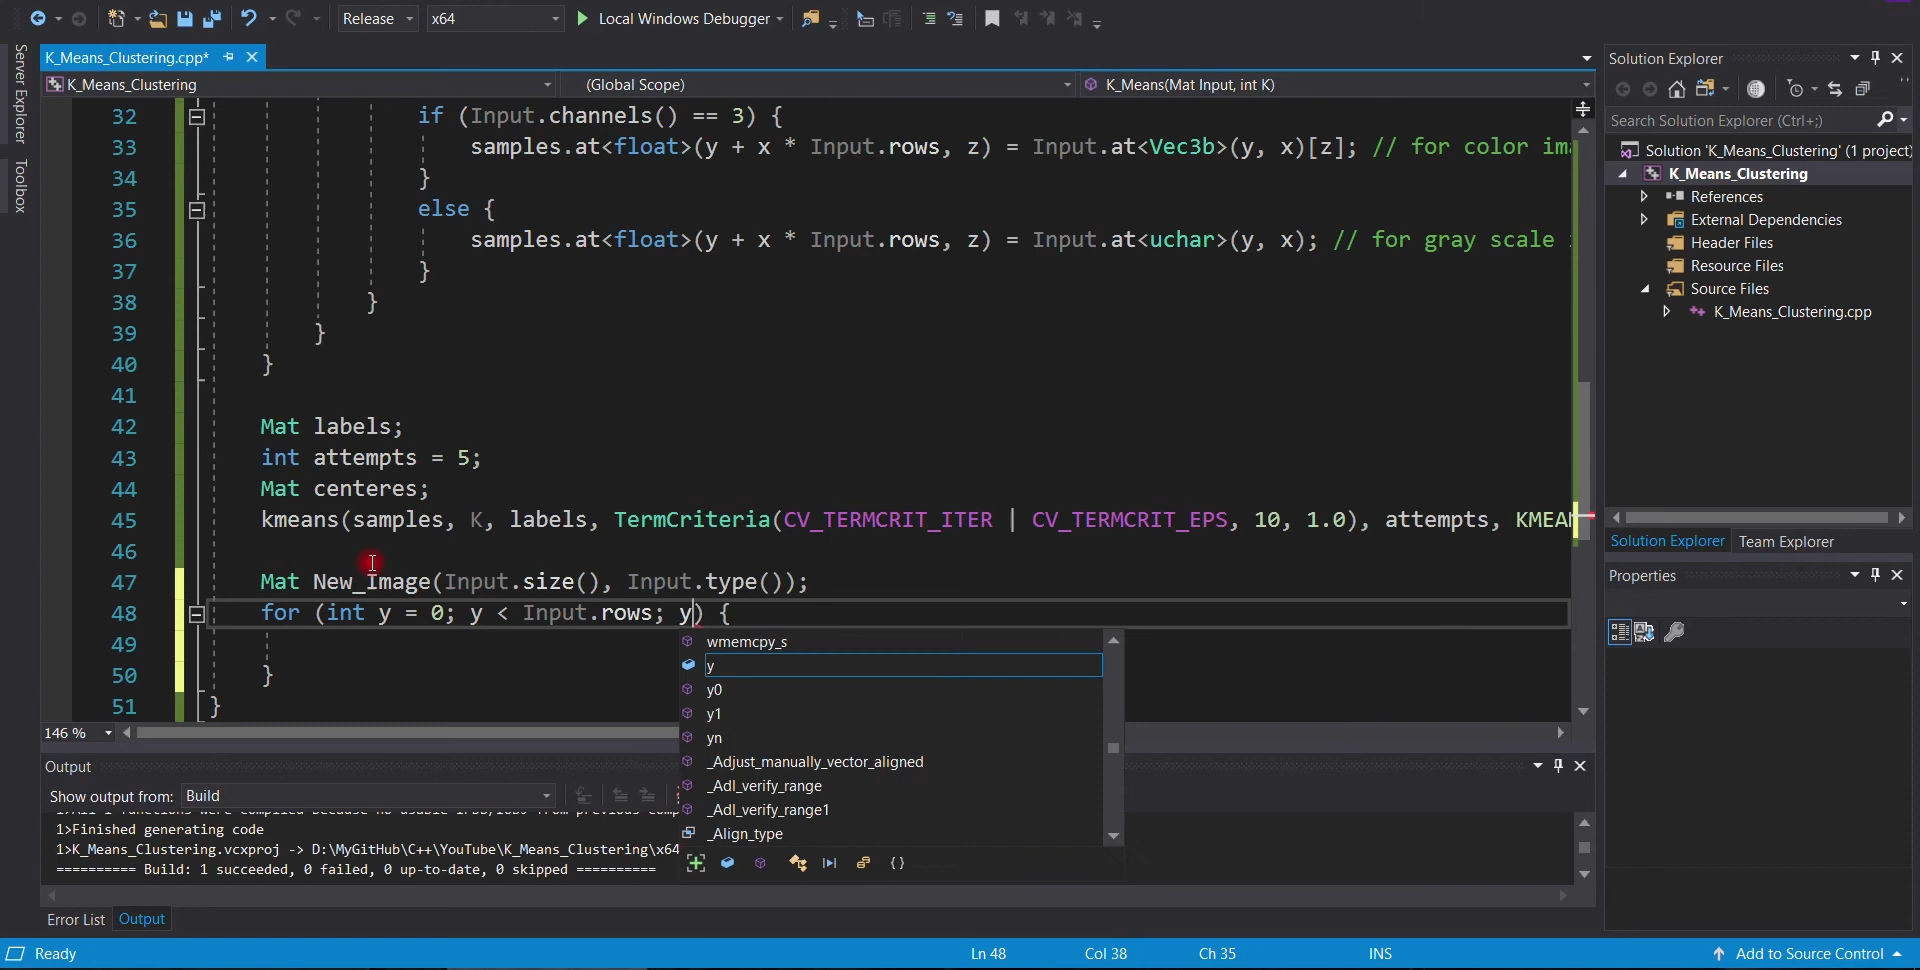 Release
x64
Local Windows Debugger
Server Explorer
Toolbox
K_Means_Clustering.cpp*
K_Means_Clustering
(Global Scope)
K_Means(Mat Input, int K)
32 if (Input.channels() == 3) {
33 samples.at<float>(y + x * Input.rows, z) = Input.at<Vec3b>(y, x)[z]; // for color im
34 }
35 else {
36 samples.at<float>(y + x * Input.rows, z) = Input.at<uchar>(y, x); // for gray scale
37 }
38 }
39 }
40 }
41
42 Mat labels;
43 int attempts = 5;
44 Mat centeres;
45 kmeans(samples, K, labels, TermCriteria(CV_TERMCRIT_ITER | CV_TERMCRIT_EPS, 10, 1.0), attempts, KMEA
46
47 Mat New_Image(Input.size(), Input.type());
48 for (int y = 0; y < Input.rows; y) {
49
50 }
51 }
wmemcpy_s
y
y0
y1
yn
_Adjust_manually_vector_aligned
_Adl_verify_range
_Adl_verify_range1
_Align_type
146 %
Output
Show output from: Build
1>Finished generating code
1>K_Means_Clustering.vcxproj -> D:\MyGitHub\C++\YouTube\K_Means_Clustering\x64
========== Build: 1 succeeded, 0 failed, 0 up-to-date, 0 skipped ==========
Error List
Output
Ready
Ln 48
Col 38
Ch 35
INS
Add to Source Control
Solution Explorer
Search Solution Explorer (Ctrl+;)
Solution 'K_Means_Clustering' (1 project)
K_Means_Clustering
References
External Dependencies
Header Files
Resource Files
Source Files
K_Means_Clustering.cpp
Solution Explorer
Team Explorer
Properties